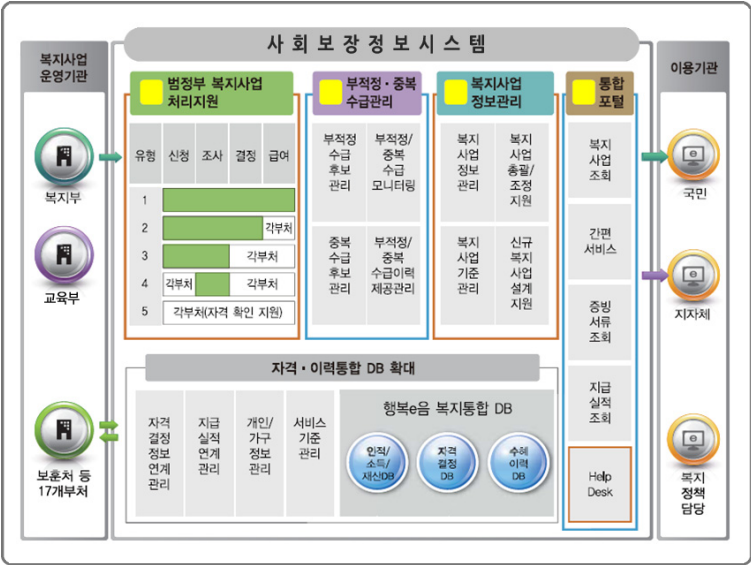 사회보장정보시스템
복지사업
운영기관
복지부
교육부
보훈처 등
17개부처
범정부 복지사업
처리지원
유형 신청 조사 결정 급여
1
2 각부처
3 각부처
4 각부처 각부처
5 각부처(자격 확인 지원)
부적정·중복
수급관리
부적정
수급
후보
관리
부적정/
중복
수급
모니터링
중복
수급
후보
관리
부적정/
중복
수급이력
제공관리
복지사업
정보관리
복지
사업
정보
관리
복지
사업
총괄/
조정
지원
복지
사업
기준
관리
신규
복지
사업
설계
지원
통합
포털
복지
사업
조회
간편
서비스
증빙
서류
조회
지급
실적
조회
Help
Desk
자격·이력통합 DB 확대
자격
결정
정보
연계
관리
지급
실적
연계
관리
개인/
가구
정보
관리
서비스
기준
관리
행복e음 복지통합 DB
인적/
소득/
재산DB
자격
결정
DB
수혜
이력
DB
이용기관
국민
지자체
복지
정책
담당